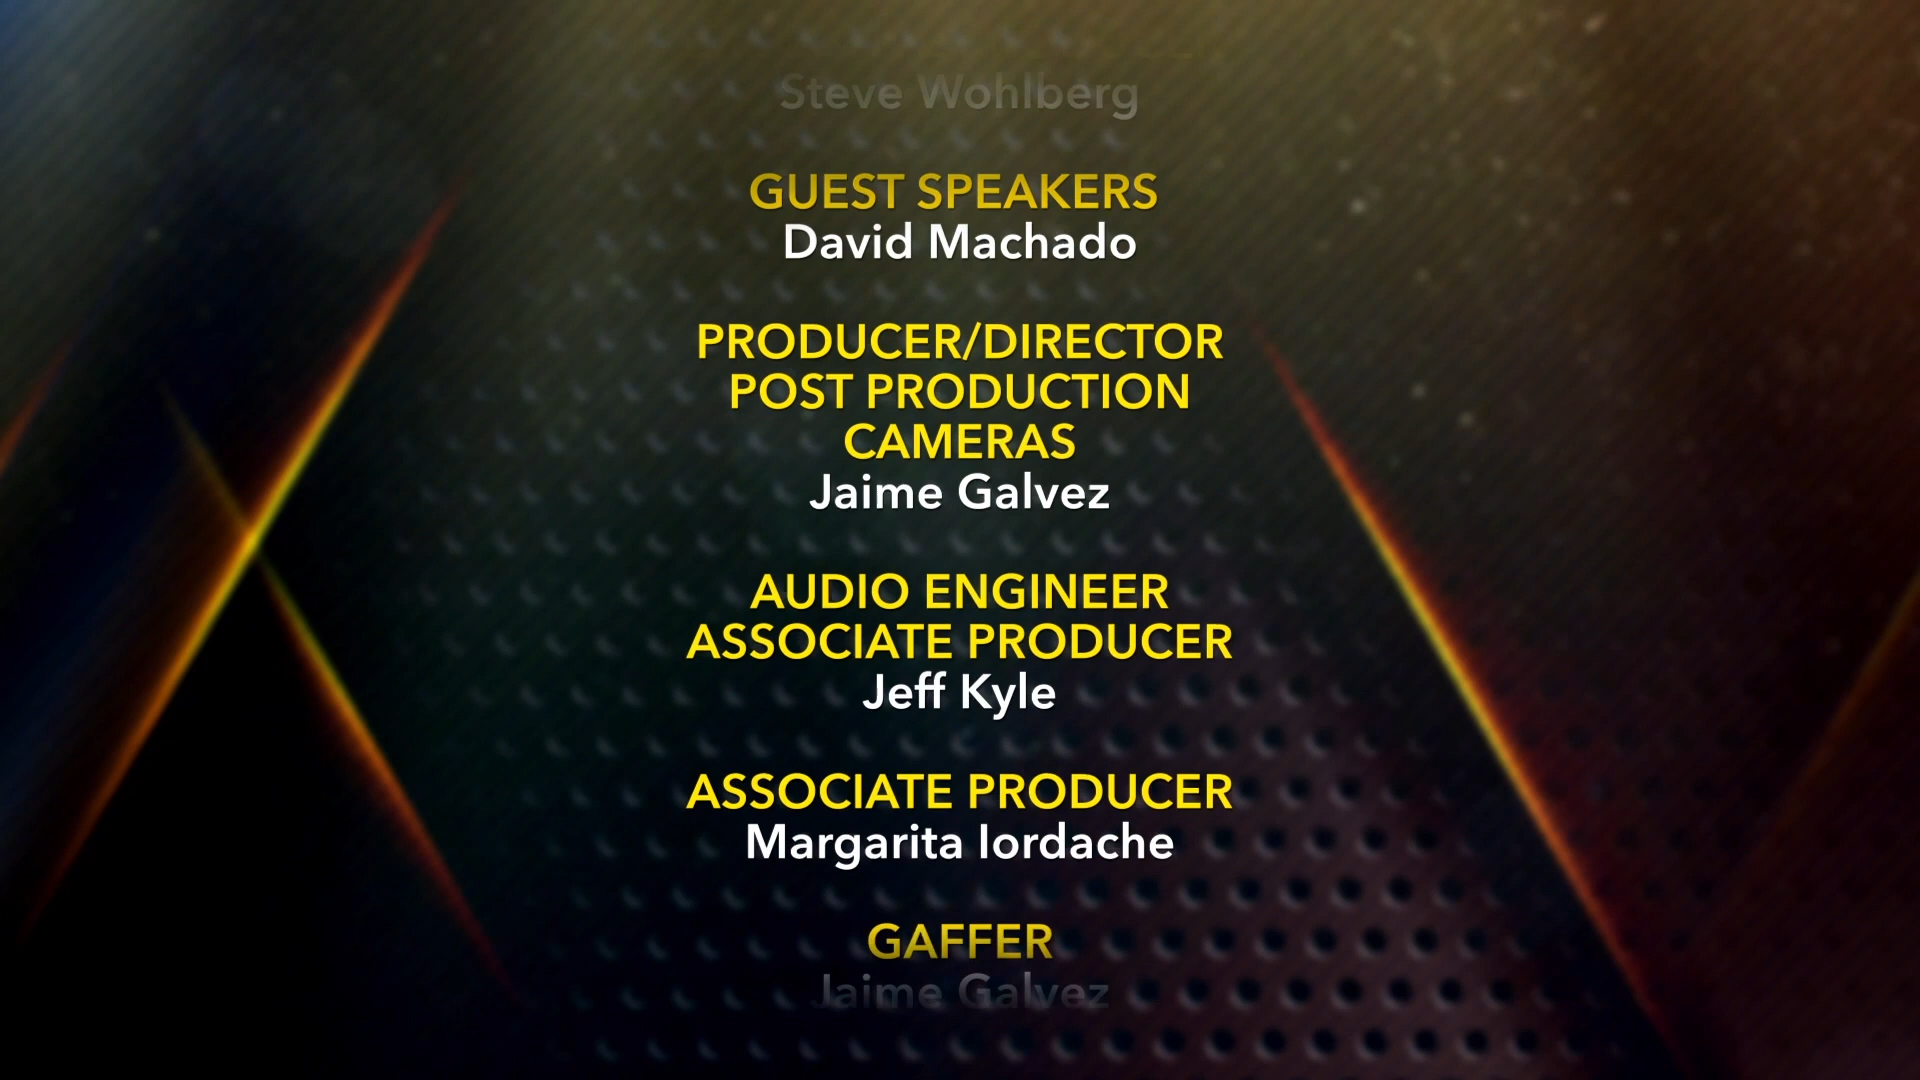 Steve Wohlberg
GUEST SPEAKERS
David Machado
PRODUCER/DIRECTOR
POST PRODUCTION
CAMERAS
Jaime Galvez
AUDIO ENGINEER
ASSOCIATE PRODUCER
Jeff Kyle
ASSOCIATE PRODUCER
Margarita Iordache
GAFFER
Jaime Galvez